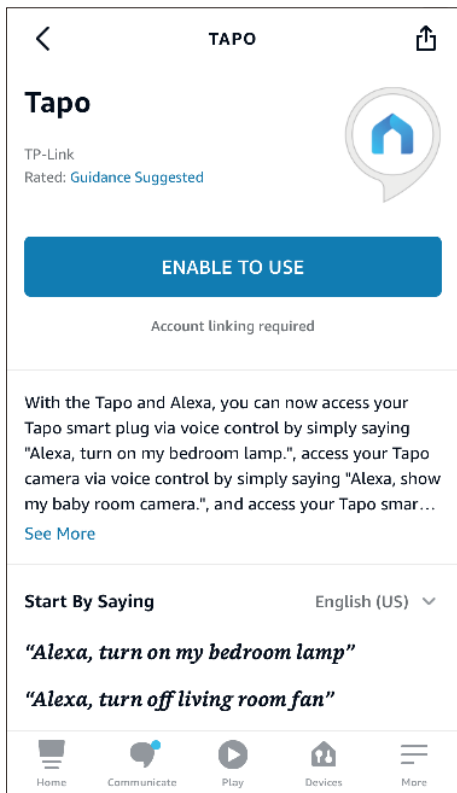 TAPO
Tapo
TP-Link
Rated: Guidance Suggested
ENABLE TO USE
Account linking required
With the Tapo and Alexa, you can now access your
Tapo smart plug via voice control by simply saying
"Alexa, turn on my bedroom lamp.", access your Tapo
camera via voice control by simply saying "Alexa, show
my baby room camera.", and access your Tapo smar…
See More
Start By Saying English (US)
“Alexa, turn on my bedroom lamp”
“Alexa, turn off living room fan”
Home Communicate Play Devices More